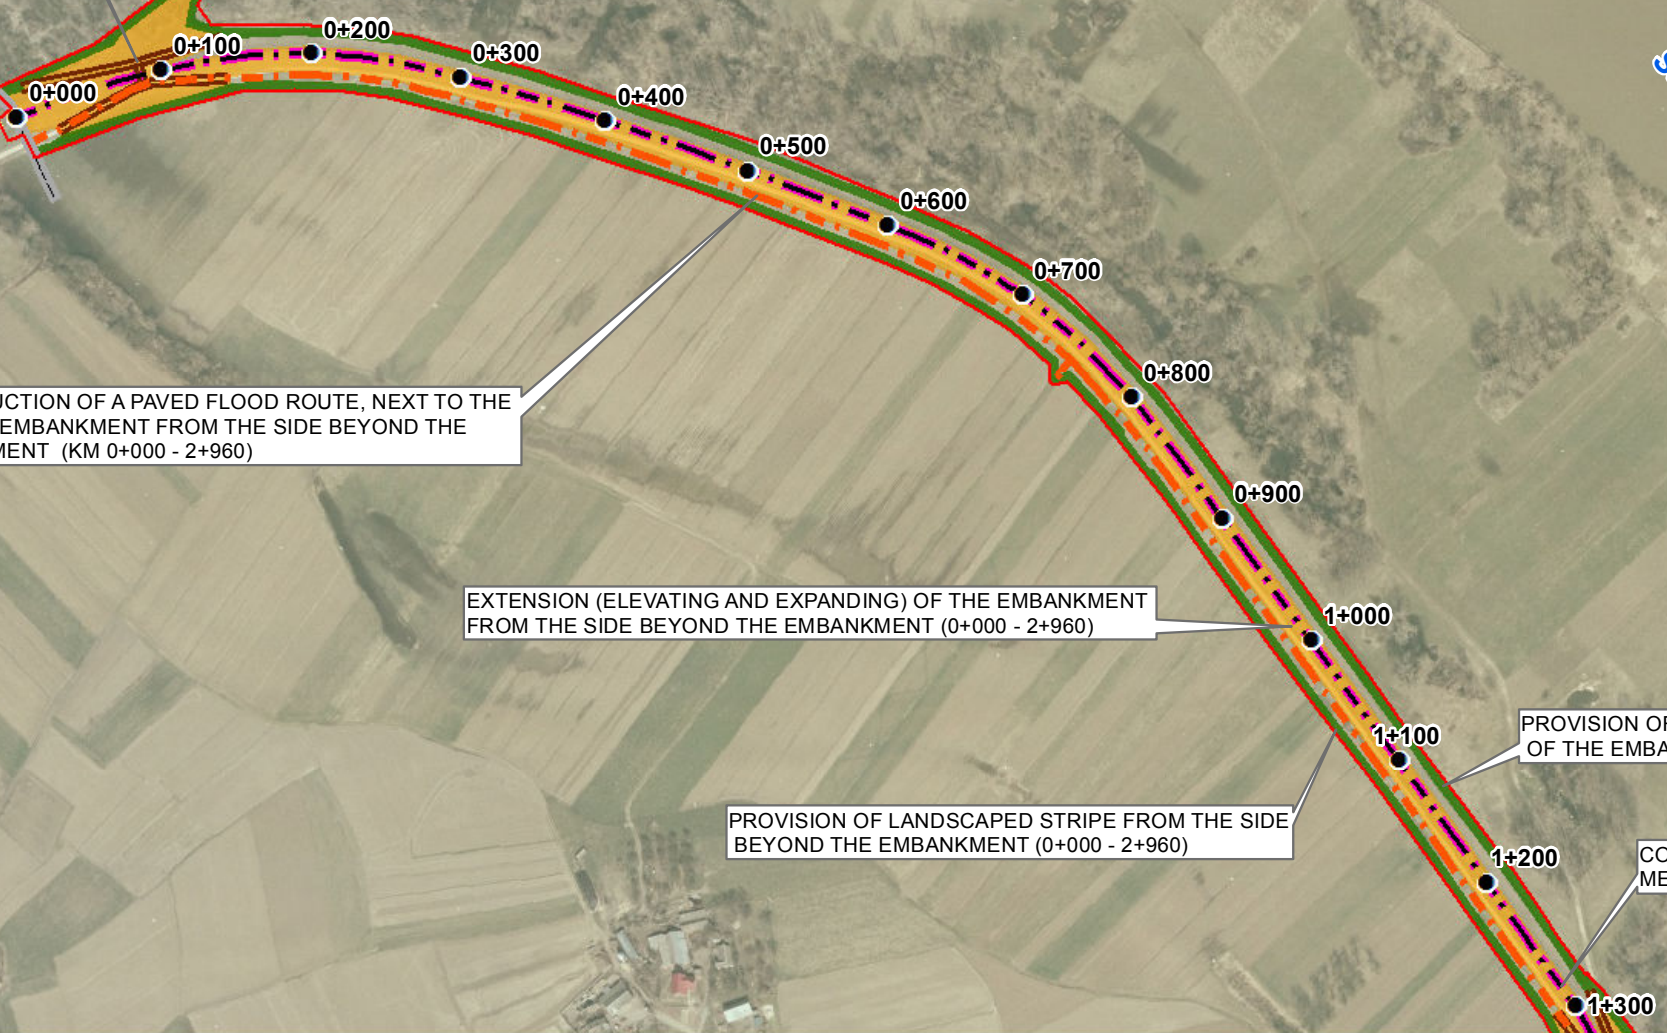 0+000
0+100
0+200
0+300
0+400
0+500
0+600
0+700
0+800
0+900
1+000
1+100
1+200
1+300
UCTION OF A PAVED FLOOD ROUTE, NEXT TO THE
EMBANKMENT FROM THE SIDE BEYOND THE
MENT (KM 0+000 - 2+960)
EXTENSION (ELEVATING AND EXPANDING) OF THE EMBANKMENT
FROM THE SIDE BEYOND THE EMBANKMENT (0+000 - 2+960)
PROVISION OF
OF THE EMBA
PROVISION OF LANDSCAPED STRIPE FROM THE SIDE
BEYOND THE EMBANKMENT (0+000 - 2+960)
CO
ME